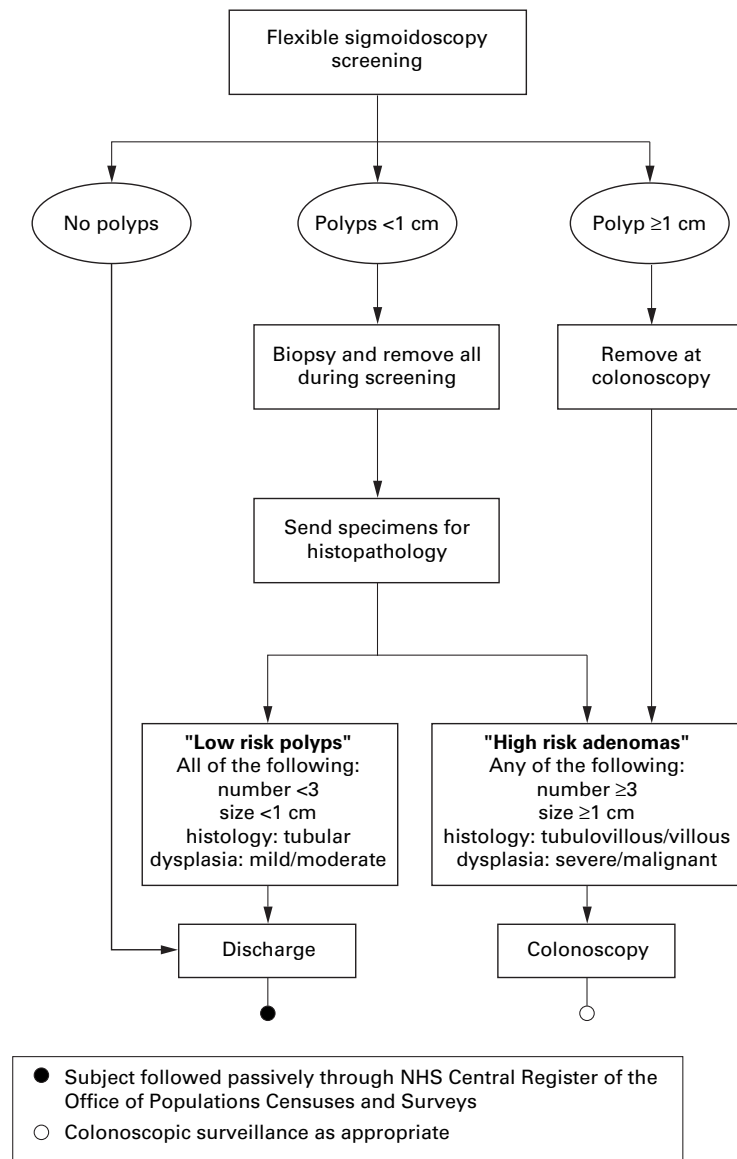 Flexible sigmoidoscopy
screening
No polyps
Polyps <1 cm
Polyp ≥1 cm
Biopsy and remove all
during screening
Remove at
colonoscopy
Send specimens for
histopathology
"Low risk polyps"
All of the following:
number <3
size <1 cm
histology: tubular
dysplasia: mild/moderate
"High risk adenomas"
Any of the following:
number ≥3
size ≥1 cm
histology: tubulovillous/villous
dysplasia: severe/malignant
Discharge
Colonoscopy
Subject followed passively through NHS Central Register of the
Office of Populations Censuses and Surveys
Colonoscopic surveillance as appropriate